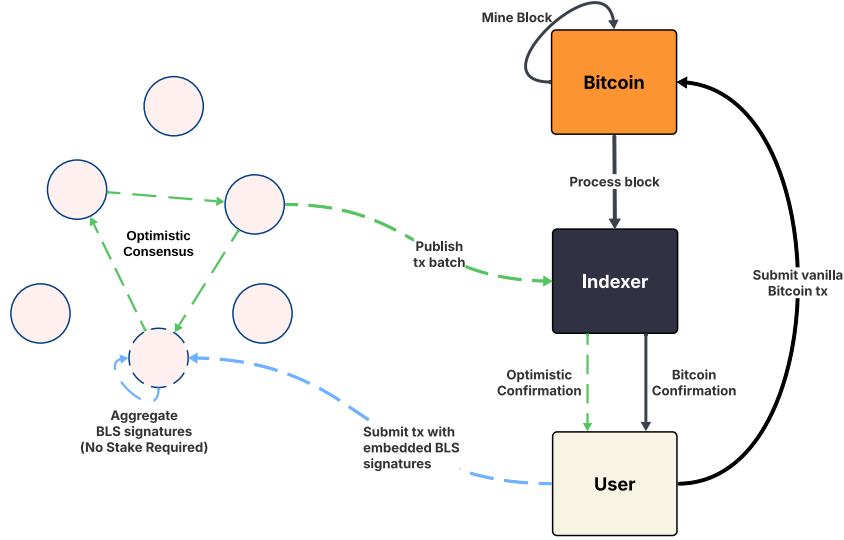 Mine Block
Bitcoin
Process block
Optimistic
Consensus
Publish
tx batch
Indexer
Submit vanilla
Bitcoin tx
Optimistic
Confirmation
Bitcoin
Confirmation
Aggregate
BLS signatures
(No Stake Required)
Submit tx with
embedded BLS
signatures
User